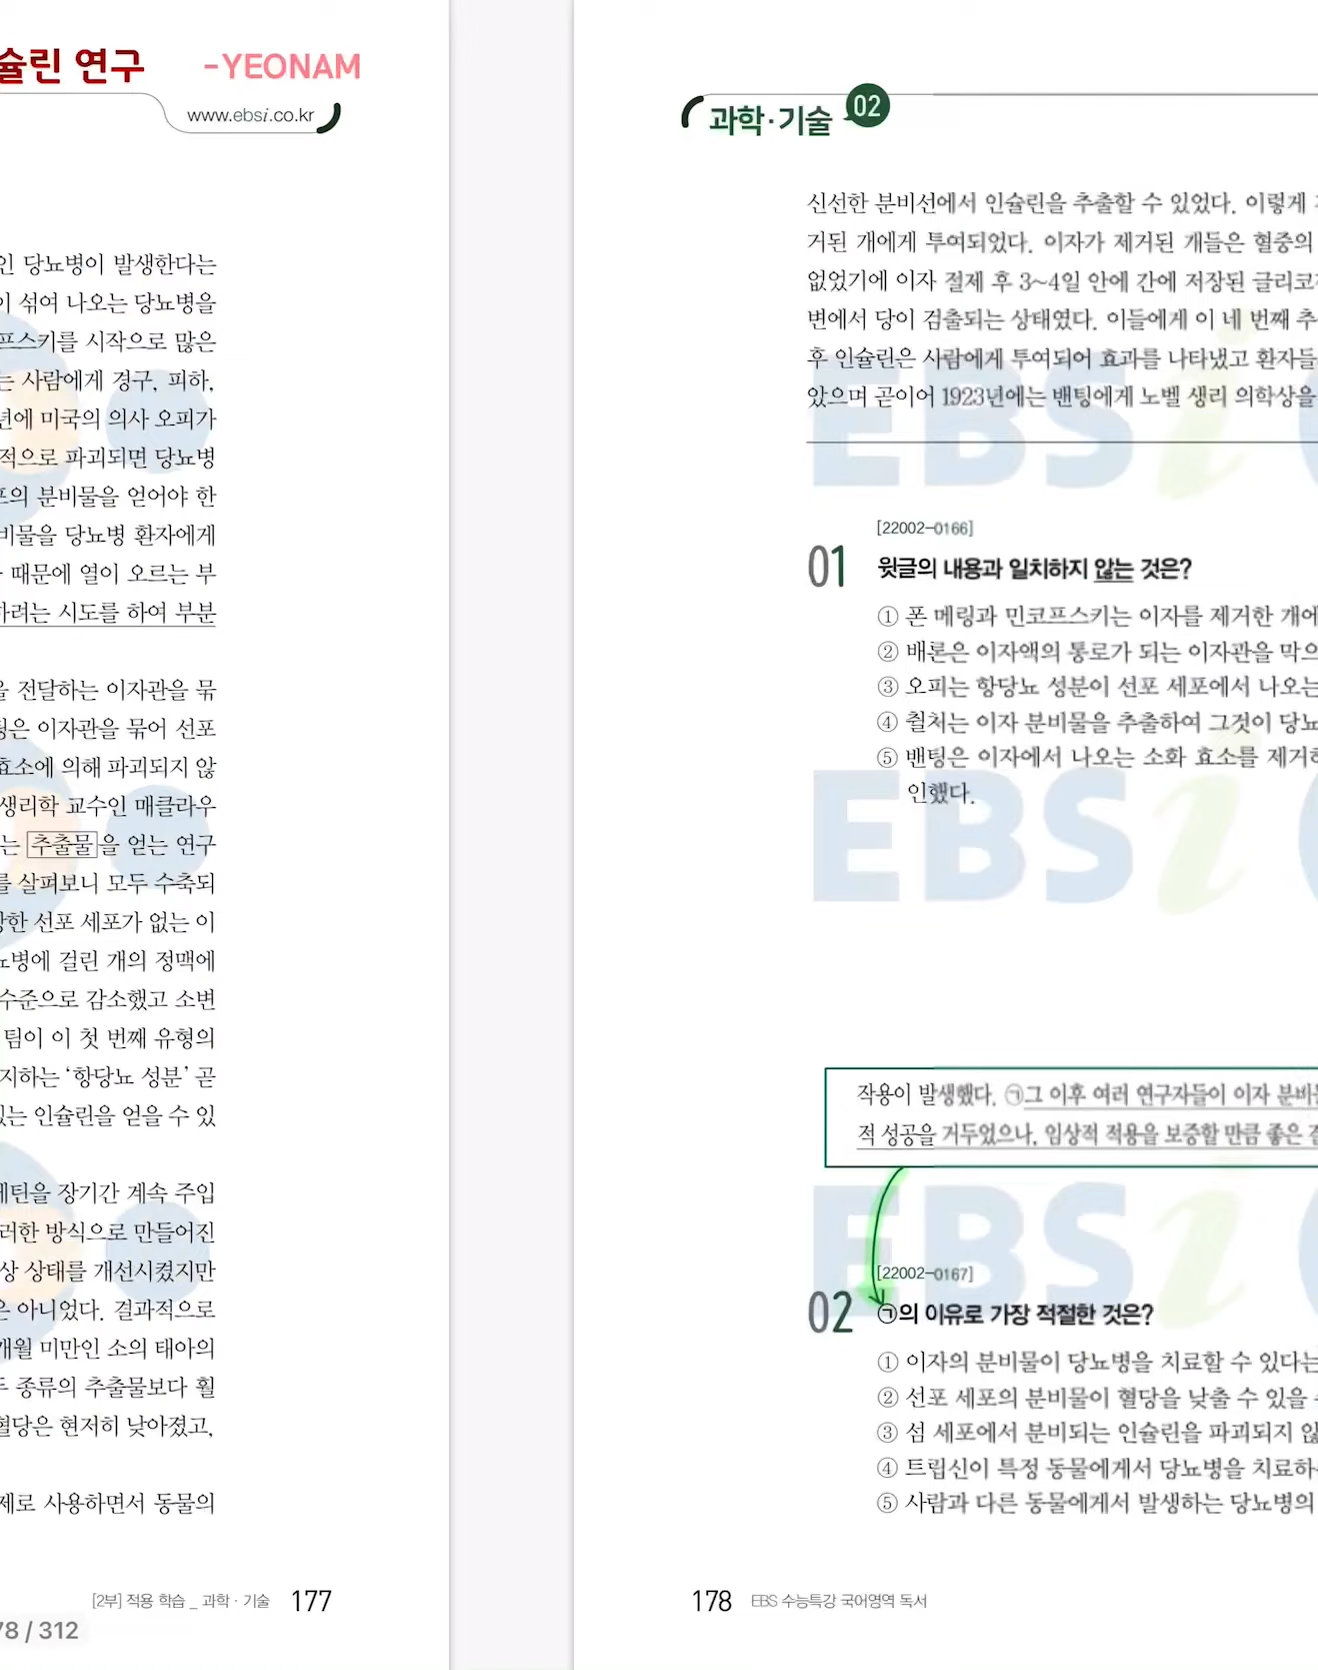 슐린 연구 -YEONAM
www.ebsi.co.kr
인 당뇨병이 발생한다는
섞여 나오는 당뇨병을
프스키를 시작으로 많은
는 사람에게 경구, 피하,
년에 미국의 의사 오피가
적으로 파괴되면 당뇨병
포의 분비물을 얻어야 한
비물을 당뇨병 환자에게
때문에 열이 오르는 부
하려는 시도를 하여 부분
을 전달하는 이자관을 묶
팅은 이자관을 묶어 선포
효소에 의해 파괴되지 않
생리학 교수인 매클라우
는 추출물을 얻는 연구
를 살펴보니 모두 수축되
상한 선포 세포가 없는 이
뇨병에 걸린 개의 정맥에
수준으로 감소했고 소변
팀이 이 첫 번째 유형의
지하는 ‘항당뇨 성분’ 곧
있는 인슐린을 얻을 수 있
레틴을 장기간 계속 주입
러한 방식으로 만들어진
상 상태를 개선시켰지만
은 아니었다. 결과적으로
개월 미만인 소의 태아의
두 종류의 추출물보다 훨
혈당은 현저히 낮아졌고,
제로 사용하면서 동물의
[2부] 적용 학습 _ 과학·기술 177
78 / 312
과학·기술 02
신선한 분비선에서 인슐린을 추출할 수 있었다. 이렇게
거된 개에게 투여되었다. 이자가 제거된 개들은 혈중의
없었기에 이자 절제 후 3~4일 안에 간에 저장된 글리코
변에서 당이 검출되는 상태였다. 이들에게 이 네 번째 추
후 인슐린은 사람에게 투여되어 효과를 나타냈고 환자들
았으며 곧이어 1923년에는 밴팅에게 노벨 생리 의학상을
[22002-0166]
01 윗글의 내용과 일치하지 않는 것은?
① 폰 메링과 민코프스키는 이자를 제거한 개에
② 배론은 이자액의 통로가 되는 이자관을 막으
③ 오피는 항당뇨 성분이 선포 세포에서 나오는
④ 췰처는 이자 분비물을 추출하여 그것이 당뇨
⑤ 밴팅은 이자에서 나오는 소화 효소를 제거하
인했다.
작용이 발생했다. ㉠그 이후 여러 연구자들이 이자 분비물
적 성공을 거두었으나, 임상적 적용을 보증할 만큼 좋은 결
[22002-0167]
02 ㉠의 이유로 가장 적절한 것은?
① 이자의 분비물이 당뇨병을 치료할 수 있다는
② 선포 세포의 분비물이 혈당을 낮출 수 있을
③ 섬 세포에서 분비되는 인슐린을 파괴되지 않
④ 트립신이 특정 동물에게서 당뇨병을 치료하
⑤ 사람과 다른 동물에게서 발생하는 당뇨병의
178 EBS 수능특강 국어영역 독서
EBSi
EBSi
EBSi